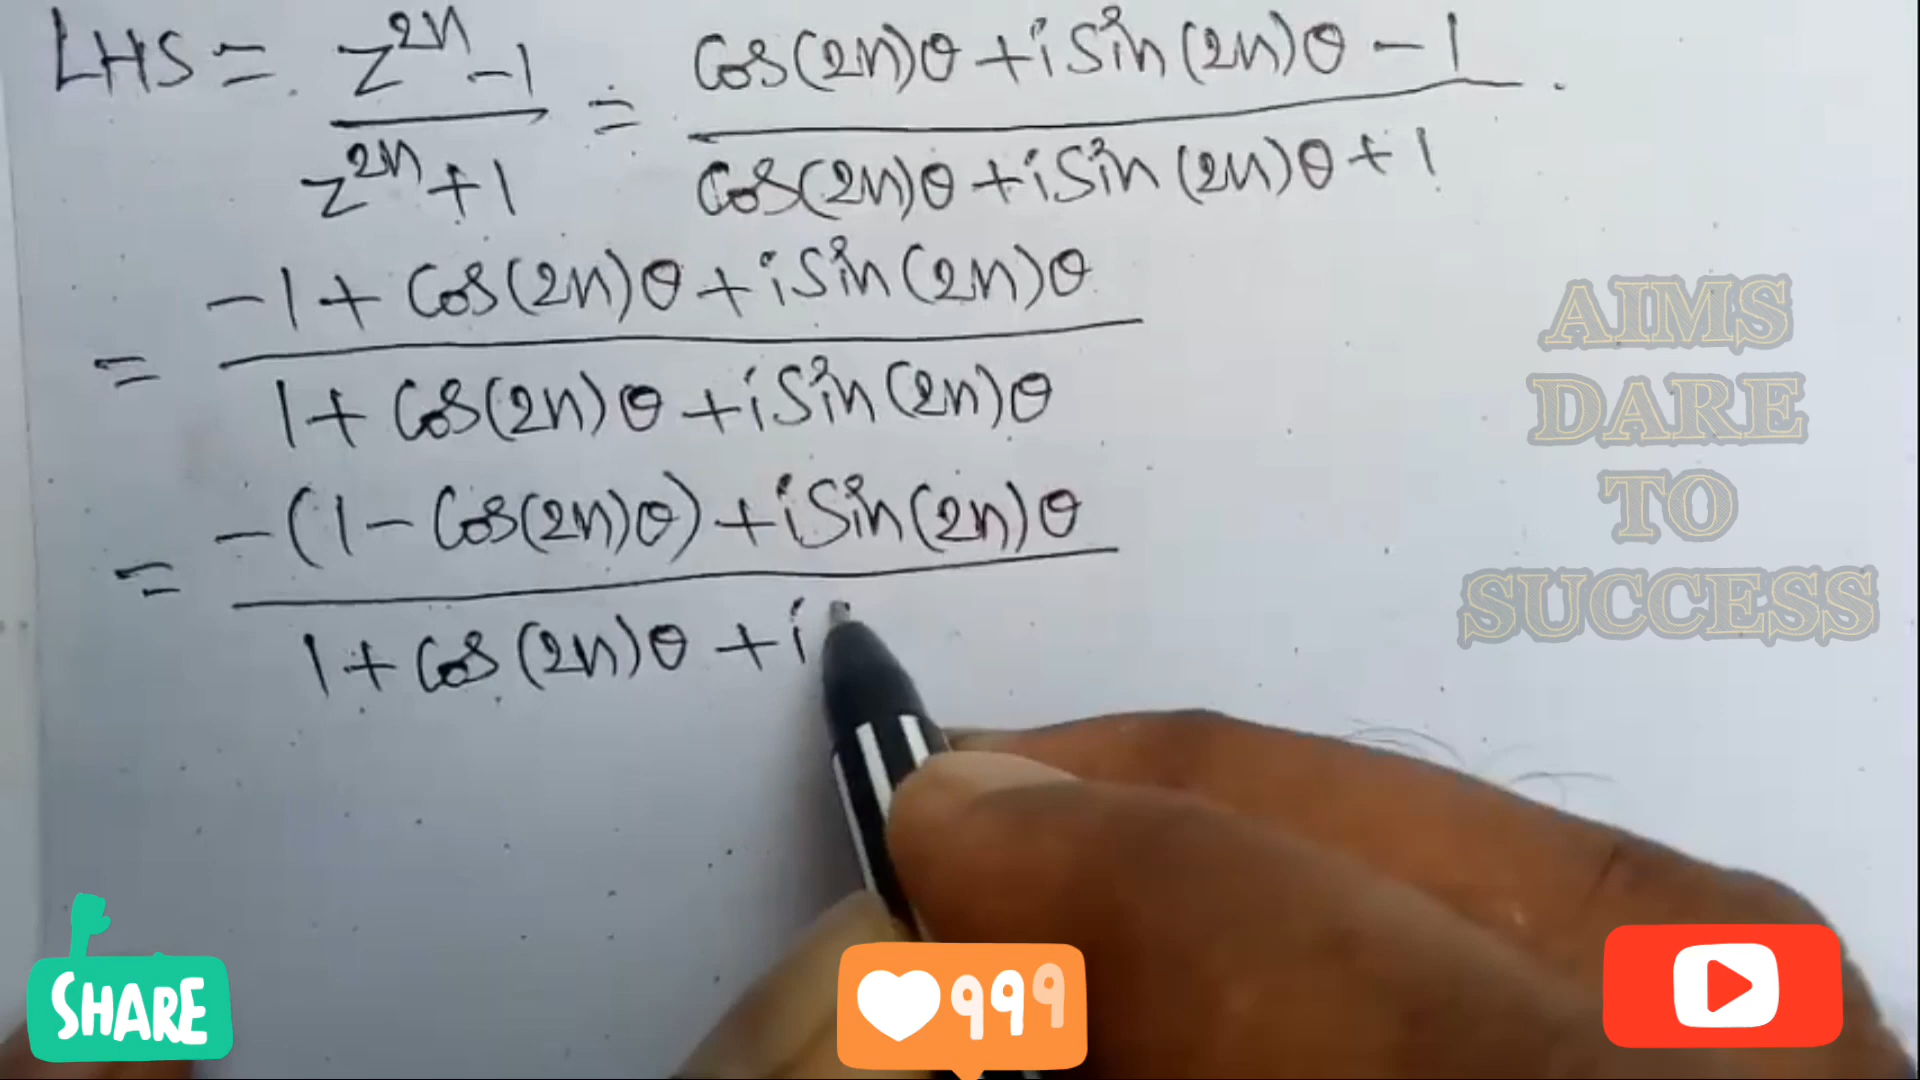 LHS = z^{2n} - 1 / z^{2n} + 1 = Cos(2n)θ + i Sin(2n)θ - 1 / Cos(2n)θ + i Sin(2n)θ + 1
= -1 + Cos(2n)θ + i Sin(2n)θ / 1 + Cos(2n)θ + i Sin(2n)θ
= -(1 - Cos(2n)θ) + i Sin(2n)θ / 1 + Cos(2n)θ + i
AIMS
DARE
TO
SUCCESS
SHARE
999